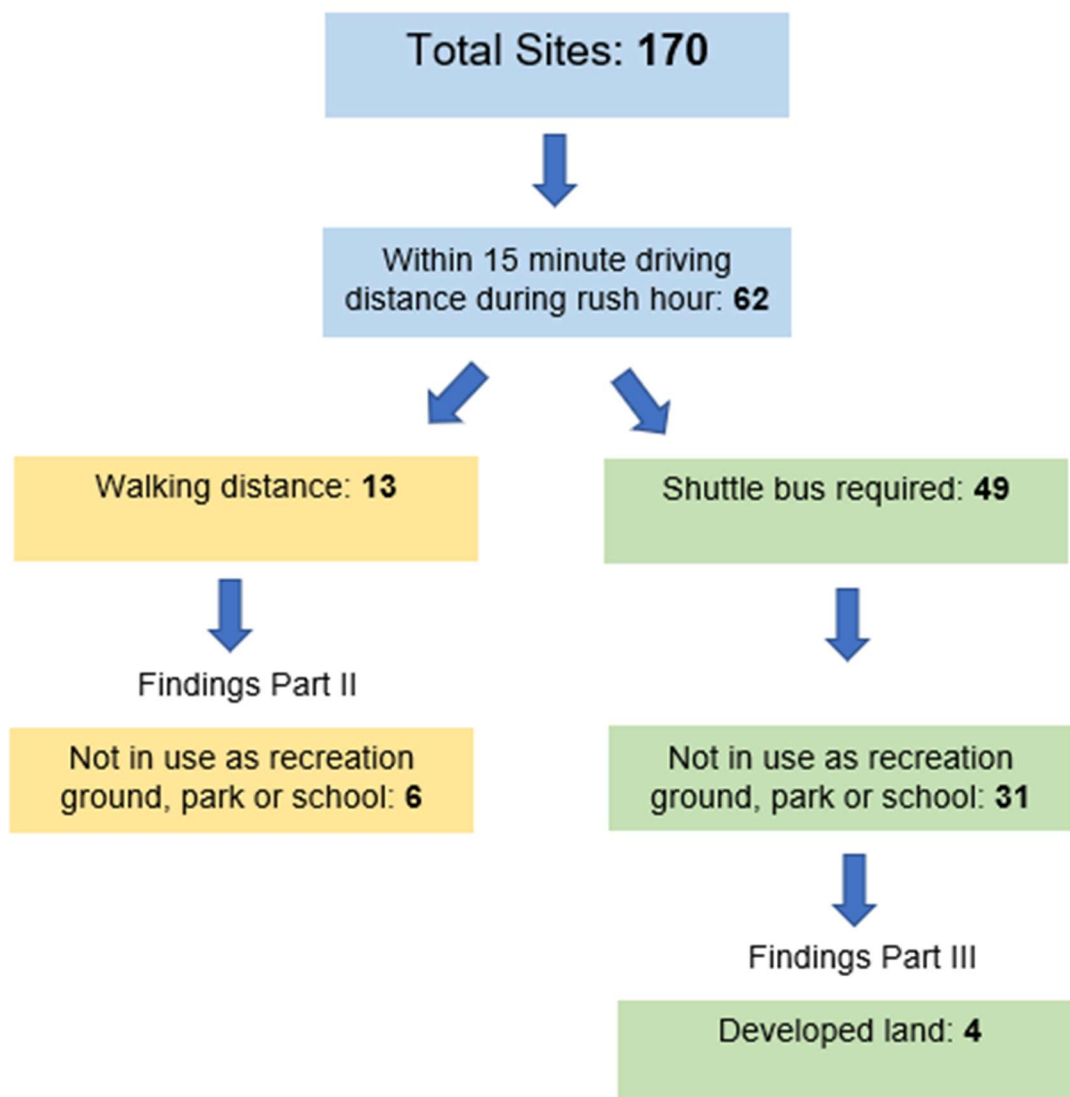 Total Sites: 170
Within 15 minute driving
distance during rush hour: 62
Walking distance: 13
Shuttle bus required: 49
Findings Part II
Not in use as recreation
ground, park or school: 6
Not in use as recreation
ground, park or school: 31
Findings Part III
Developed land: 4